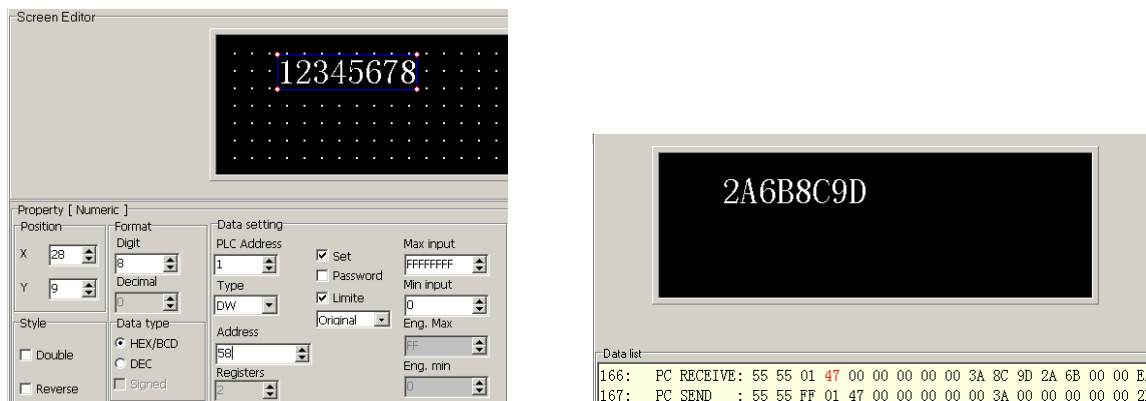 Screen Editor
12345678
Property [ Numeric ]
Position
X 28
Y 9
Style
Double
Reverse
Format
Digit
8
Decimal
0
Data type
HEX/BCD
DEC
Signed
Data setting
PLC Address
1
Type
DW
Address
58
Registers
2
Set
Password
Limite
Original
Max input
FFFFFFFF
Min input
0
Eng. Max
FF
Eng. min
0
2A6B8C9D
Data list
166: PC RECEIVE: 55 55 01 47 00 00 00 00 00 3A 8C 9D 2A 6B 00 00
167: PC SEND : 55 55 FF 01 47 00 00 00 00 00 3A 00 00 00 00 00